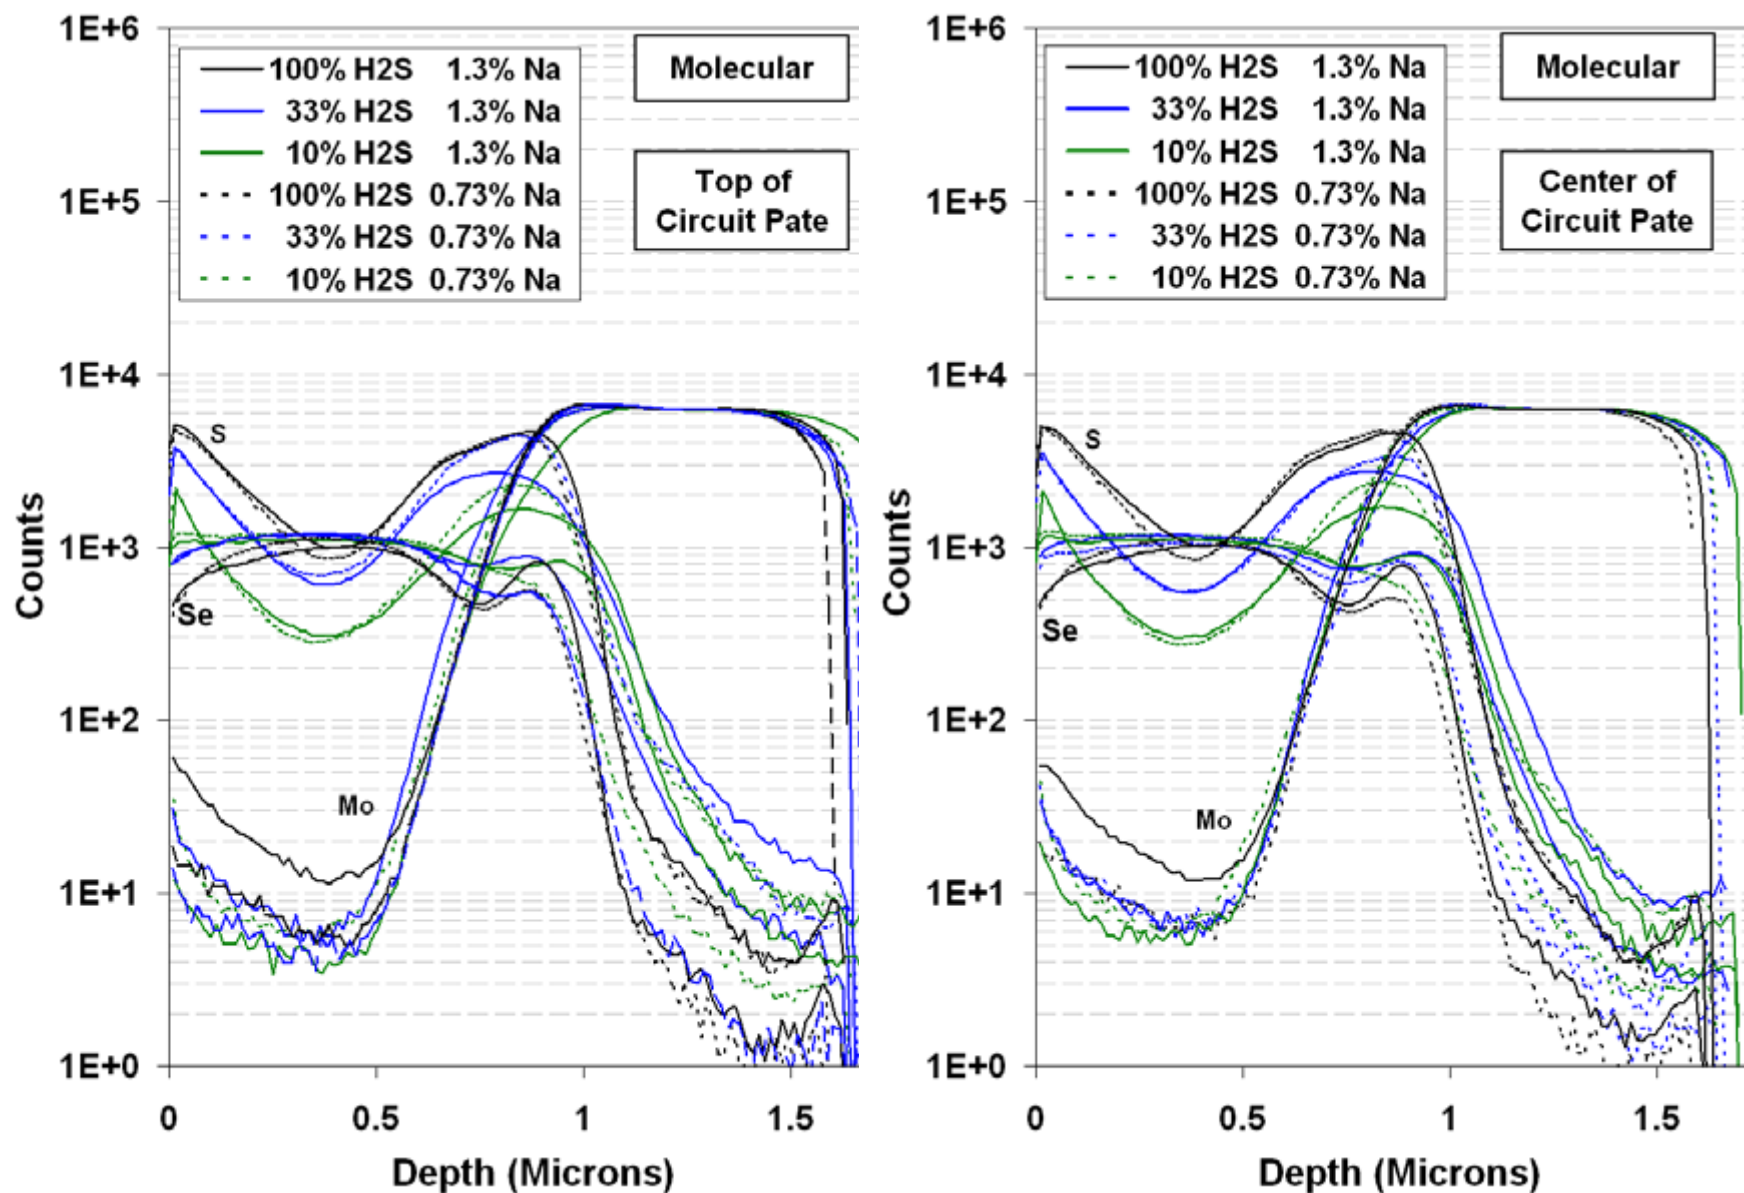 1E+6
1E+5
1E+4
1E+3
1E+2
1E+1
1E+0
Counts
100% H2S 1.3% Na
33% H2S 1.3% Na
10% H2S 1.3% Na
100% H2S 0.73% Na
33% H2S 0.73% Na
10% H2S 0.73% Na
Molecular
Top of
Circuit Pate
S
Se
Mo
0 0.5 1 1.5
Depth (Microns)
1E+6
1E+5
1E+4
1E+3
1E+2
1E+1
1E+0
Counts
100% H2S 1.3% Na
33% H2S 1.3% Na
10% H2S 1.3% Na
100% H2S 0.73% Na
33% H2S 0.73% Na
10% H2S 0.73% Na
Molecular
Center of
Circuit Pate
S
Se
Mo
0 0.5 1 1.5
Depth (Microns)